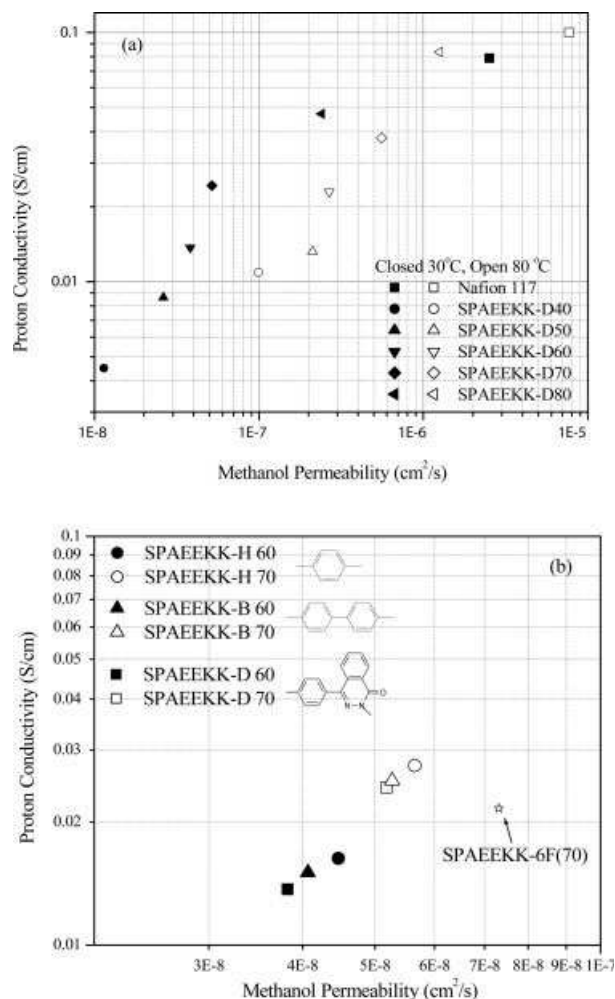 (a)
0.1
0.01
Proton Conductivity (S/cm)
Closed 30°C, Open 80 °C
Nafion 117
SPAEEKK-D40
SPAEEKK-D50
SPAEEKK-D60
SPAEEKK-D70
SPAEEKK-D80
1E-8 1E-7 1E-6 1E-5
Methanol Permeability (cm²/s)
(b)
0.1
0.09
0.08
0.07
0.06
0.05
0.04
0.03
0.02
0.01
Proton Conductivity (S/cm)
SPAEEKK-H 60
SPAEEKK-H 70
SPAEEKK-B 60
SPAEEKK-B 70
SPAEEKK-D 60
SPAEEKK-D 70
O
N-N
SPAEEKK-6F(70)
3E-8 4E-8 5E-8 6E-8 7E-8 8E-8 9E-8 1E-7
Methanol Permeability (cm²/s)